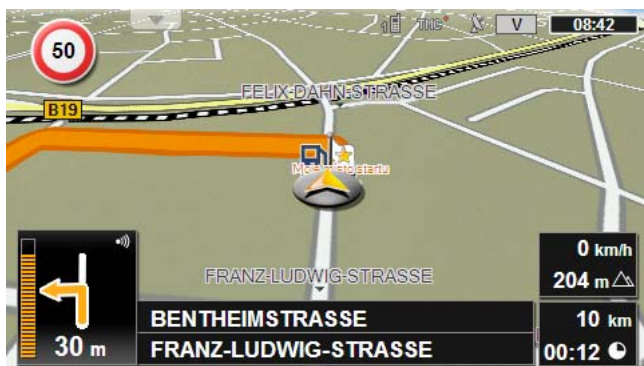 50
TMC
V
08:42
FELIX-DAHN-STRASSE
B19
0 km/h
FRANZ-LUDWIG-STRASSE
204 m
BENTHEIMSTRASSE
10 km
30 m
FRANZ-LUDWIG-STRASSE
00:12